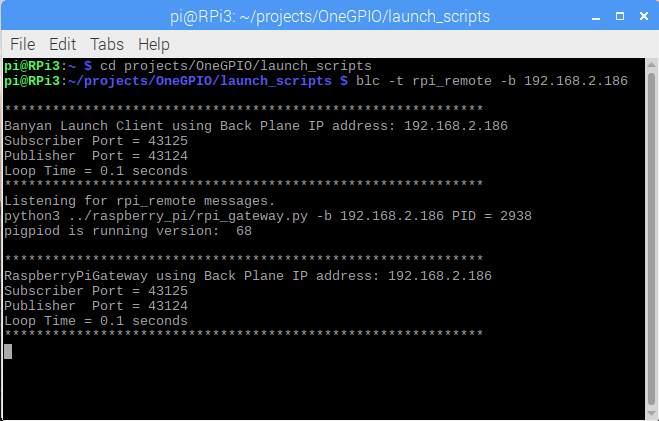 pi@RPi3: ~/projects/OneGPIO/launch_scripts
File Edit Tabs Help
pi@RPi3:~ $ cd projects/OneGPIO/launch_scripts
pi@RPi3:~/projects/OneGPIO/launch_scripts $ blc -t rpi_remote -b 192.168.2.186
************************************************************
Banyan Launch Client using Back Plane IP address: 192.168.2.186
Subscriber Port = 43125
Publisher  Port = 43124
Loop Time = 0.1 seconds
************************************************************
Listening for rpi_remote messages.
python3 ../raspberry_pi/rpi_gateway.py -b 192.168.2.186 PID = 2938
pigpiod is running version:  68
************************************************************
RaspberryPiGateway using Back Plane IP address: 192.168.2.186
Subscriber Port = 43125
Publisher  Port = 43124
Loop Time = 0.1 seconds
************************************************************